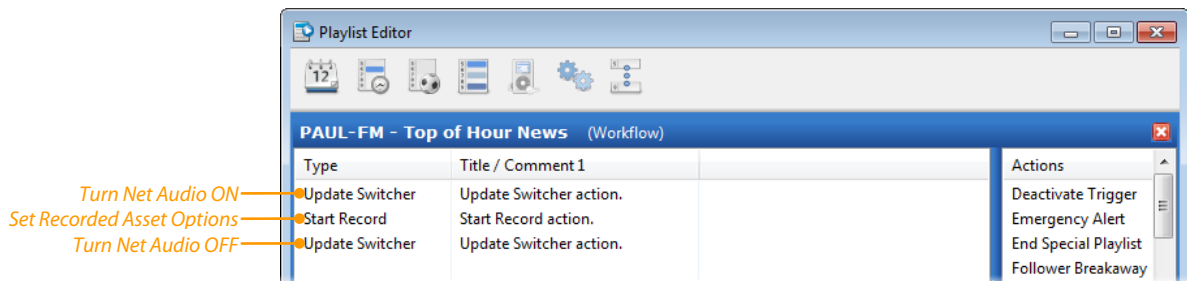 Playlist Editor
12
PAUL-FM - Top of Hour News (Workflow)
Type Title / Comment 1 Actions
Turn Net Audio ON Update Switcher Update Switcher action. Deactivate Trigger
Set Recorded Asset Options Start Record Start Record action. Emergency Alert
Turn Net Audio OFF Update Switcher Update Switcher action. End Special Playlist
Follower Breakaway